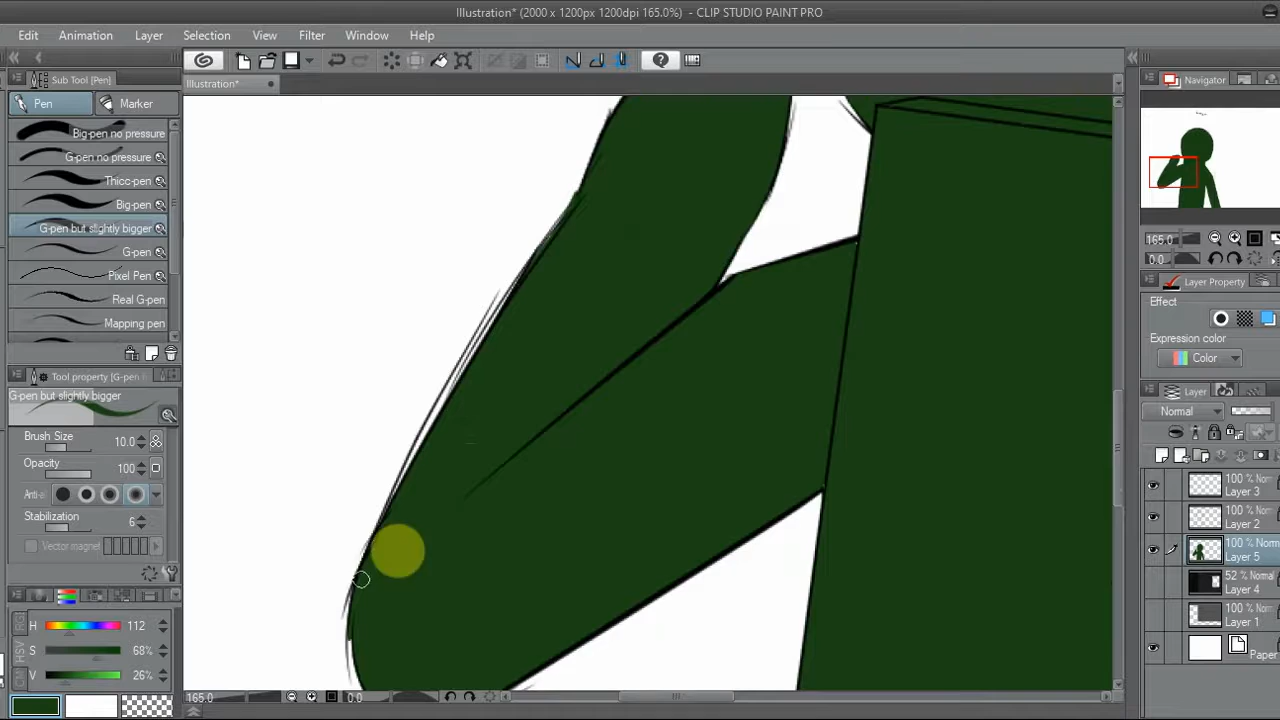 Illustration* (2000 x 1200px 1200dpi 165.0%) - CLIP STUDIO PAINT PRO
Edit Animation Layer Selection View Filter Window Help
Sub Tool [Pen]
Illustration*
Navigator
Pen
Marker
Big-pen no pressure
G-pen no pressure
Thicc-pen
Big-pen
G-pen but slightly bigger
G-pen
Pixel Pen
Real G-pen
Mapping pen
165.0
0.0
Layer Property
Effect
Expression color
Color
Tool property [G-pen
G-pen but slightly bigger
Brush Size
10.0
Opacity
100
Anti-a
Stabilization
6
Vector magnet
Layer
Normal
100 % Norm
Layer 3
100 % Norm
Layer 2
100 % Norm
Layer 5
52 % Norm
Layer 4
100 % Norm
Layer 1
Paper
RGB
HSV
H 112
S 68%
V 26%
165.0
0.0